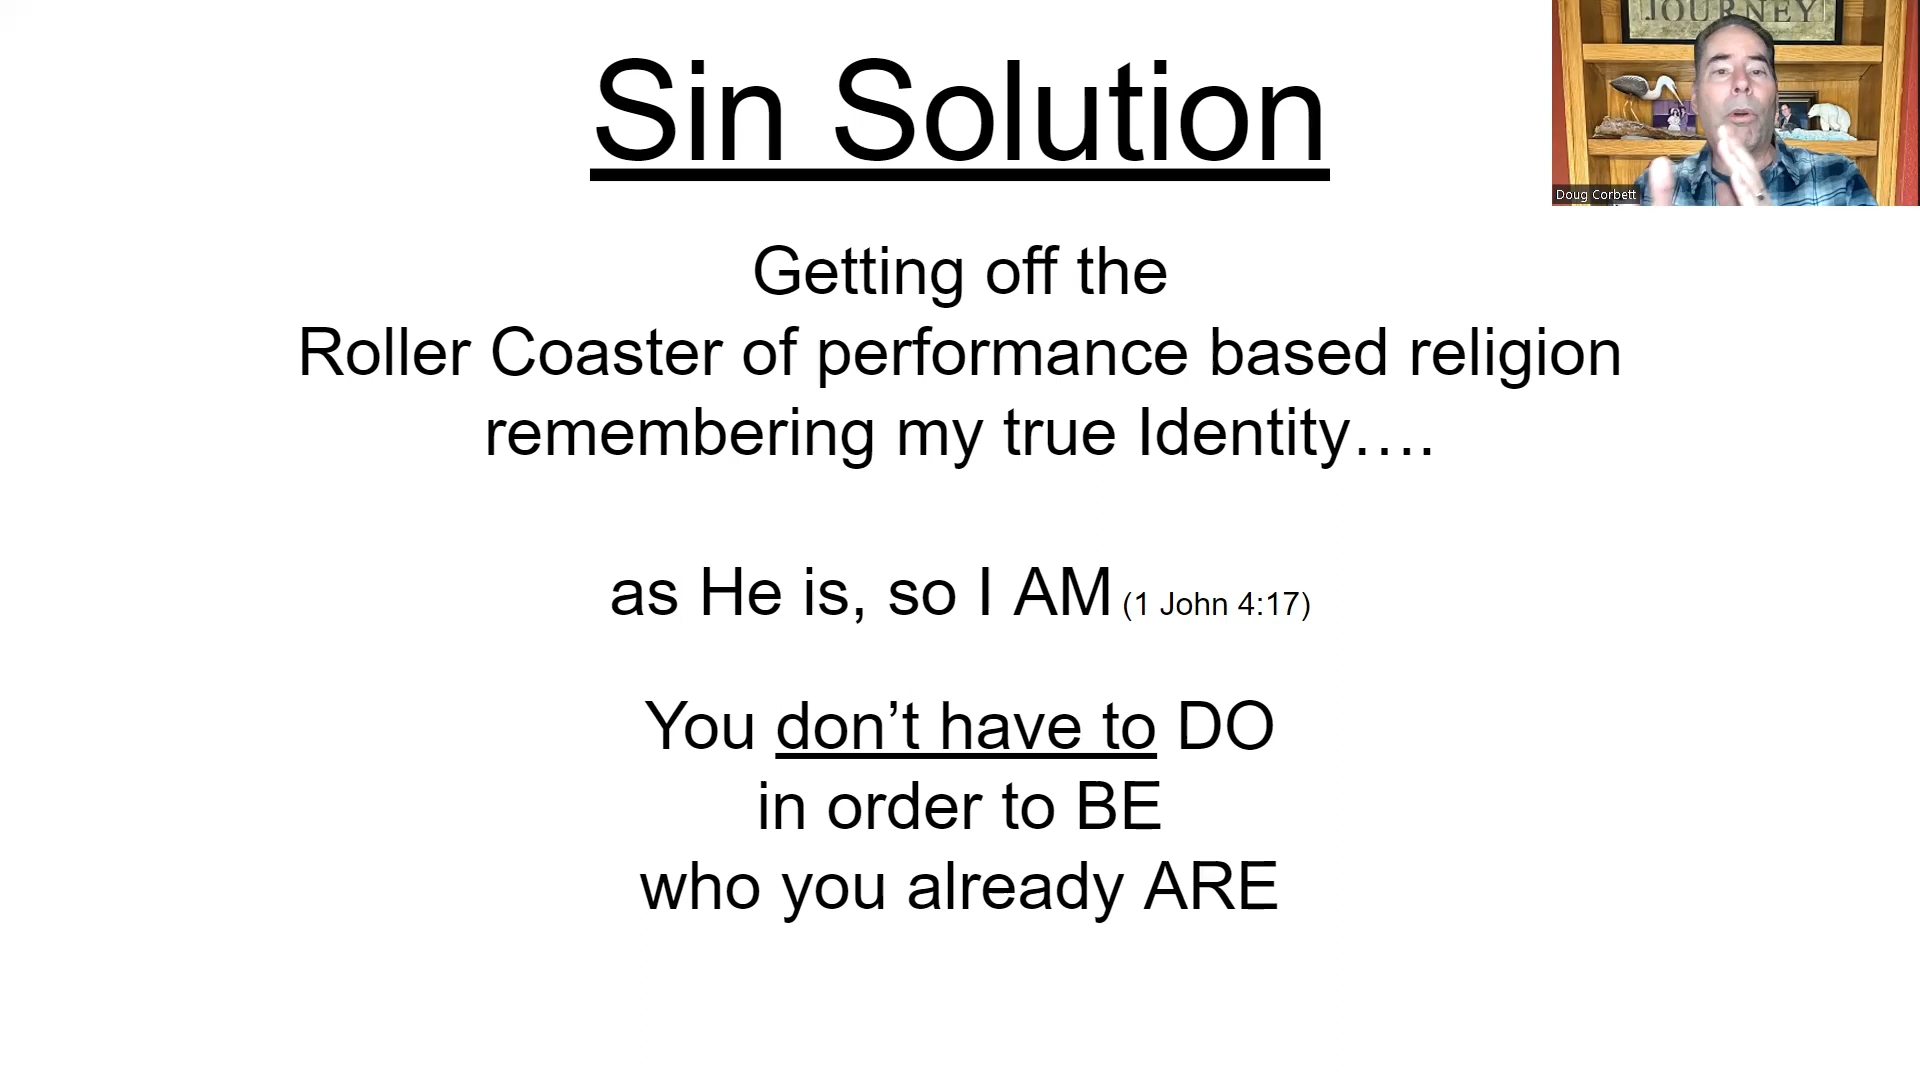 Sin Solution
JOURNEY
Doug Corbett
Getting off the
Roller Coaster of performance based religion
remembering my true Identity….
as He is, so I AM (1 John 4:17)
You don’t have to DO
in order to BE
who you already ARE